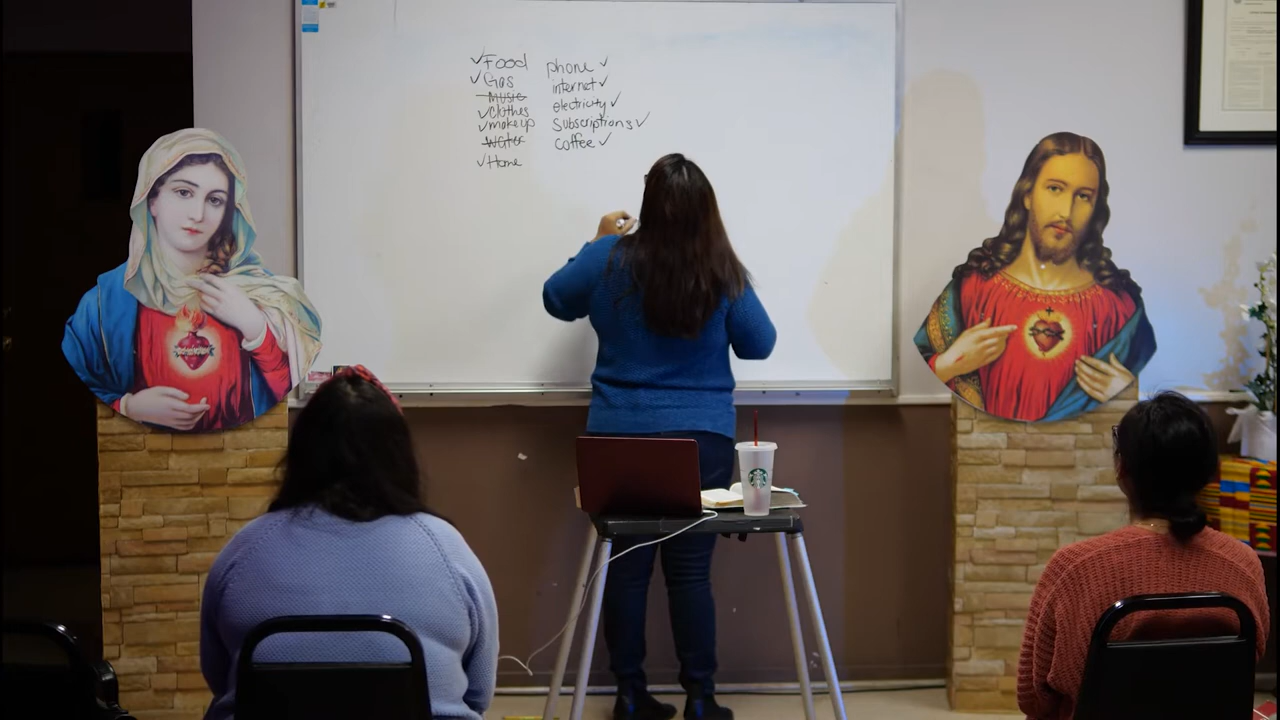 ✓Food
✓Gas
Music
✓Clothes
✓makeup
Water
✓Home
phone ✓
internet ✓
electricity ✓
Subscriptions ✓
coffee ✓